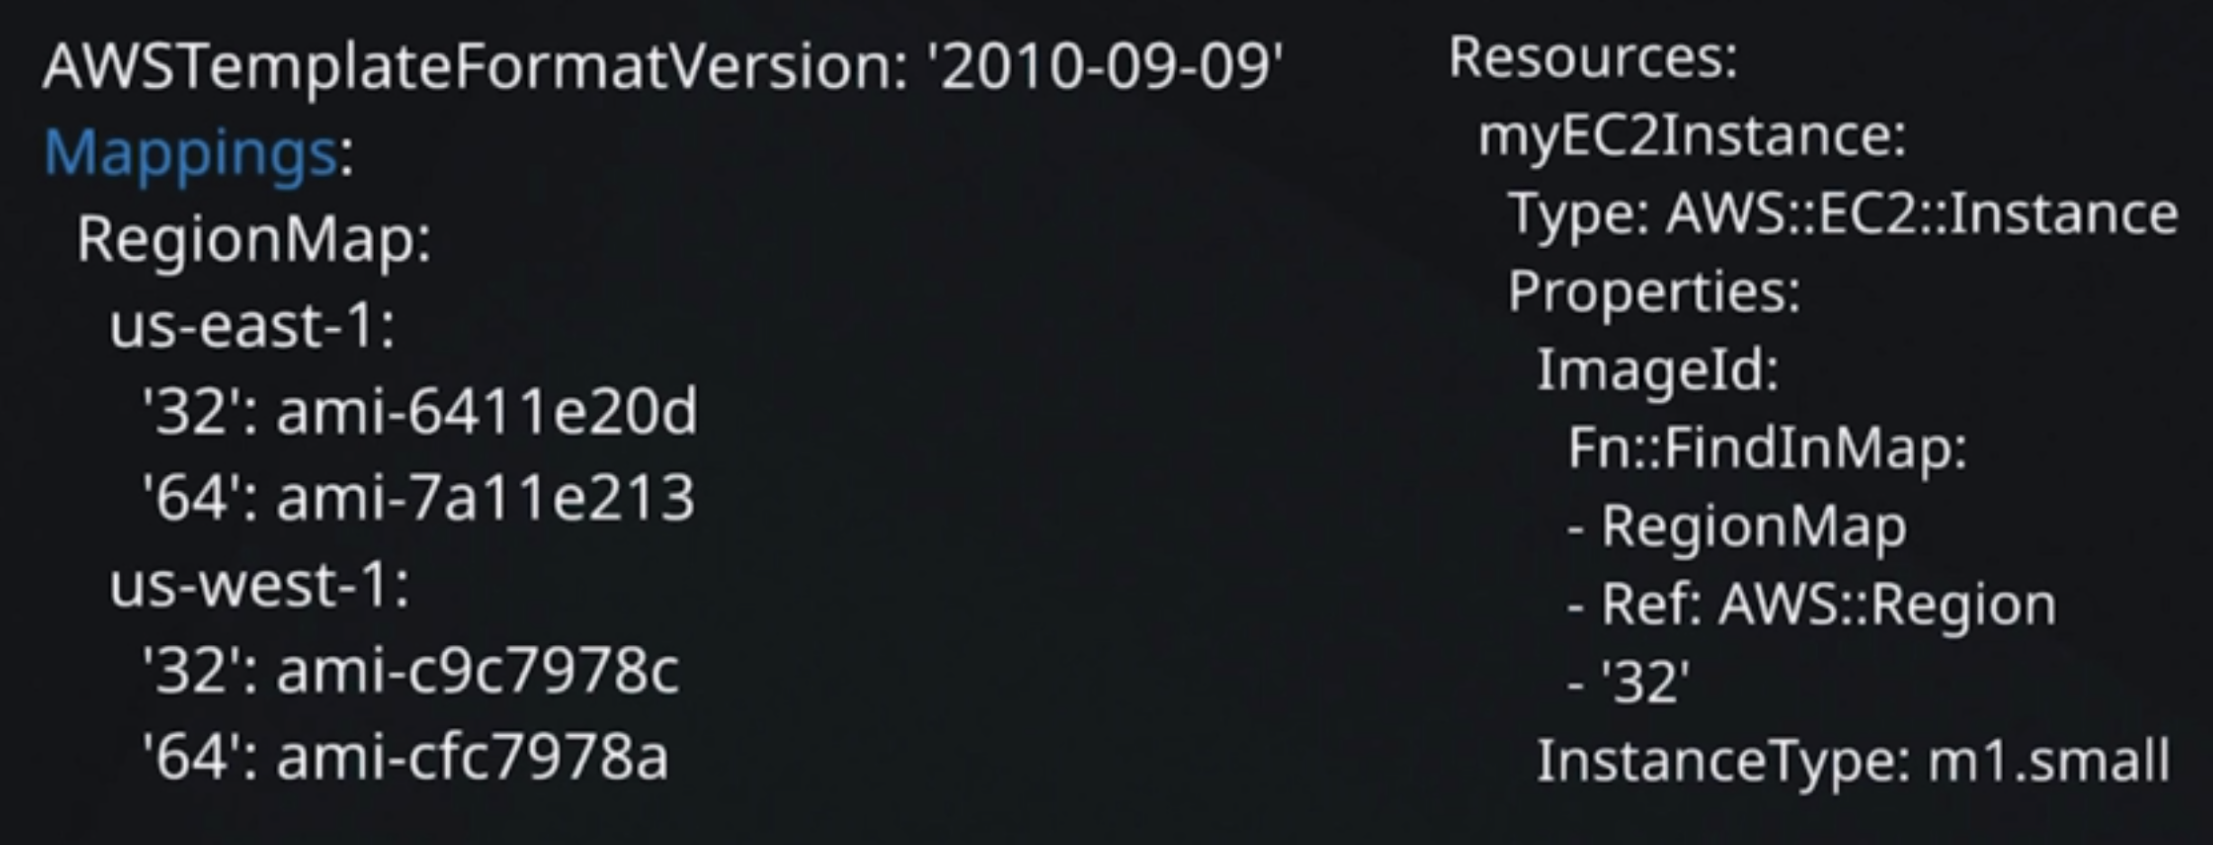 AWSTemplateFormatVersion: '2010-09-09'
Mappings:
  RegionMap:
    us-east-1:
      '32': ami-6411e20d
      '64': ami-7a11e213
    us-west-1:
      '32': ami-c9c7978c
      '64': ami-cfc7978a
Resources:
  myEC2Instance:
    Type: AWS::EC2::Instance
    Properties:
      ImageId:
        Fn::FindInMap:
        - RegionMap
        - Ref: AWS::Region
        - '32'
      InstanceType: m1.small